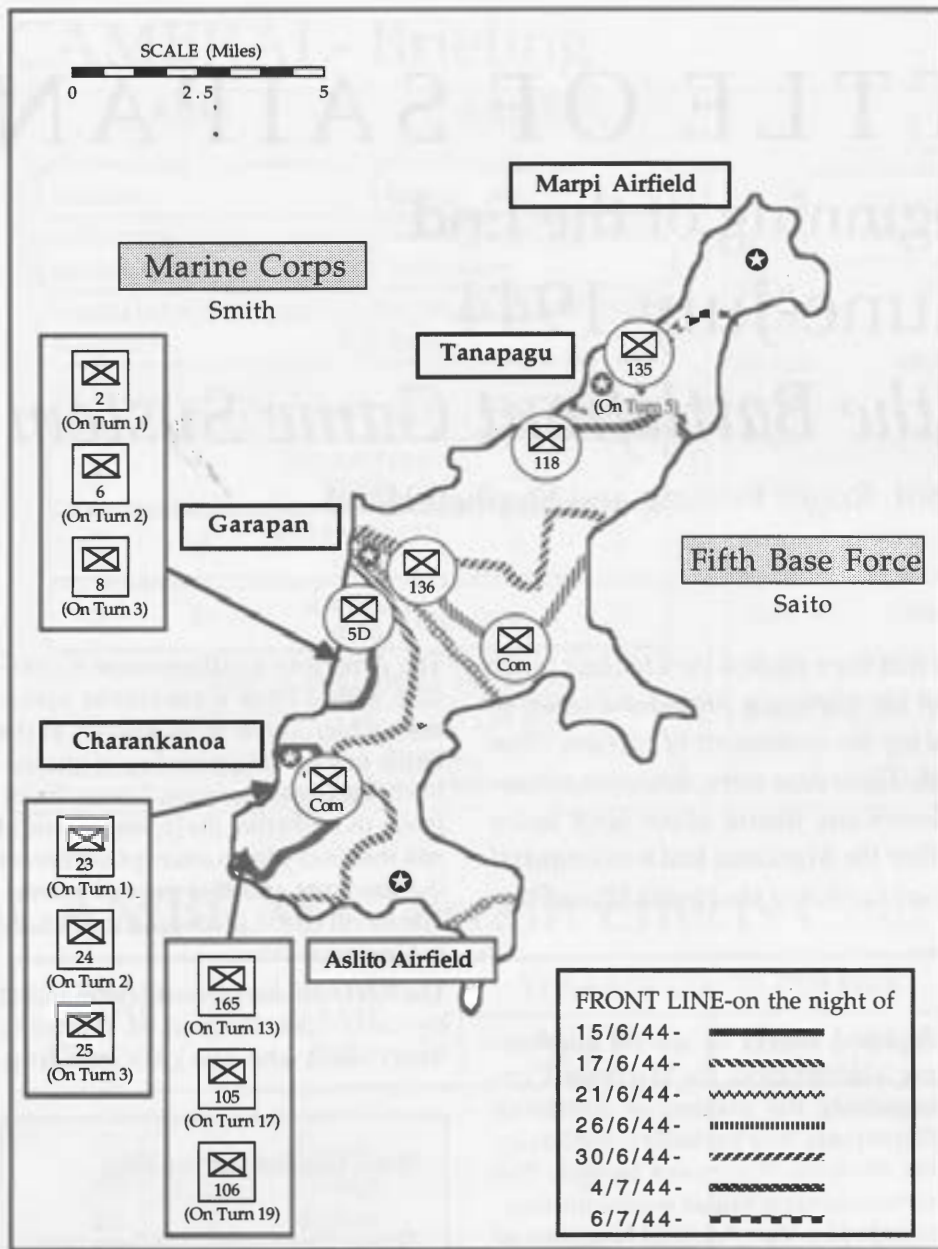 SCALE (Miles)
0 2.5 5
Marpi Airfield
Marine Corps
Smith
Tanapagu
135
(On Turn 5)
118
2
(On Turn 1)
6
(On Turn 2)
8
(On Turn 3)
Garapan
136
5D
Com
Fifth Base Force
Saito
Charankanoa
Com
23
(On Turn 1)
24
(On Turn 2)
25
(On Turn 3)
Aslito Airfield
165
(On Turn 13)
105
(On Turn 17)
106
(On Turn 19)
FRONT LINE-on the night of
15/6/44-
17/6/44-
21/6/44-
26/6/44-
30/6/44-
4/7/44-
6/7/44-